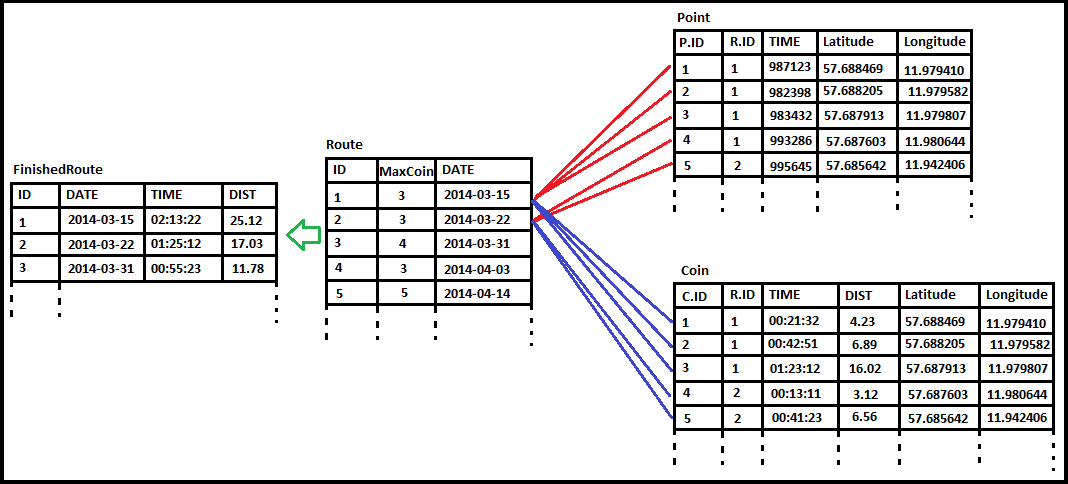 Point
P.ID R.ID TIME Latitude Longitude
1 1 987123 57.688469 11.979410
2 1 982398 57.688205 11.979582
3 1 983432 57.687913 11.979807
4 1 993286 57.687603 11.980644
5 2 995645 57.685642 11.942406
Route
ID MaxCoin DATE
1 3 2014-03-15
2 3 2014-03-22
3 4 2014-03-31
4 3 2014-04-03
5 5 2014-04-14
FinishedRoute
ID DATE TIME DIST
1 2014-03-15 02:13:22 25.12
2 2014-03-22 01:25:12 17.03
3 2014-03-31 00:55:23 11.78
Coin
C.ID R.ID TIME DIST Latitude Longitude
1 1 00:21:32 4.23 57.688469 11.979410
2 1 00:42:51 6.89 57.688205 11.979582
3 1 01:23:12 16.02 57.687913 11.979807
4 2 00:13:11 3.12 57.687603 11.980644
5 2 00:41:23 6.56 57.685642 11.942406